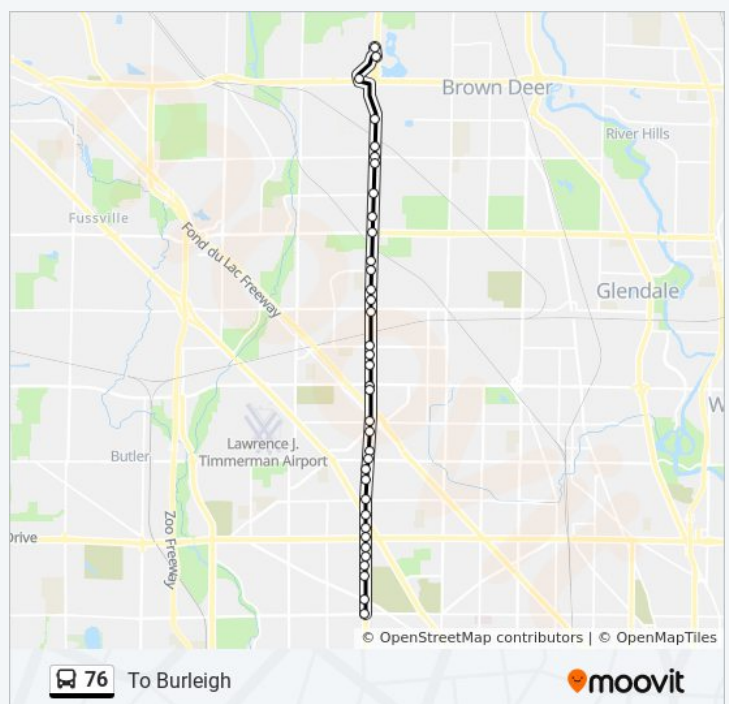 Brown Deer
River Hills
Fussville
Fond du Lac Freeway
Glendale
W
Lawrence J.
Timmerman Airport
Butler
Drive
Zoo Freeway
© OpenStreetMap contributors | © OpenMapTiles
76 To Burleigh
moovit